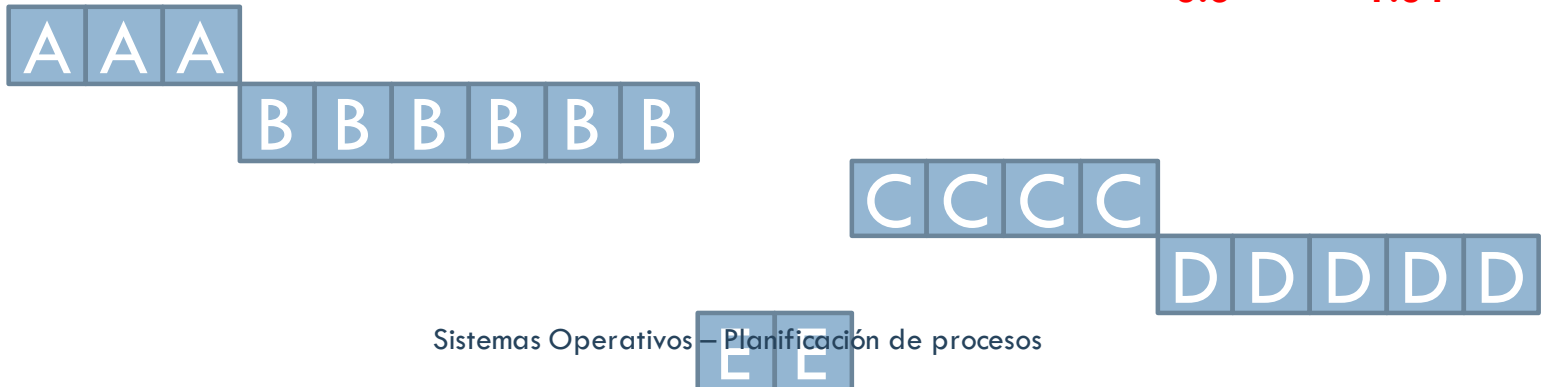 A A A
B B B B B B
C C C C
D D D D D
E E
Sistemas Operativos – Planificación de procesos